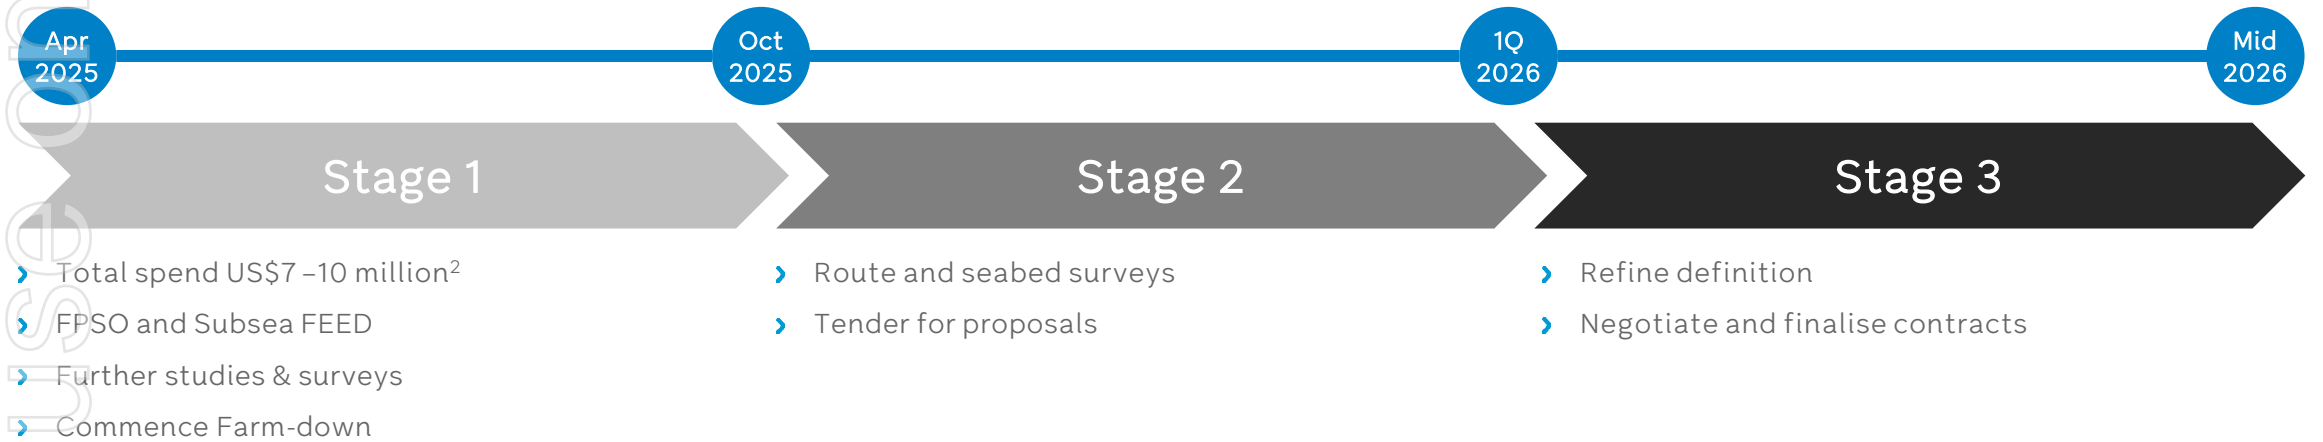 Apr
2025
Oct
2025
1Q
2026
Mid
2026
Stage 1
Stage 2
Stage 3
Total spend US$7 –10 million2
FPSO and Subsea FEED
Further studies & surveys
Commence Farm-down
Route and seabed surveys
Tender for proposals
Refine definition
Negotiate and finalise contracts
use on